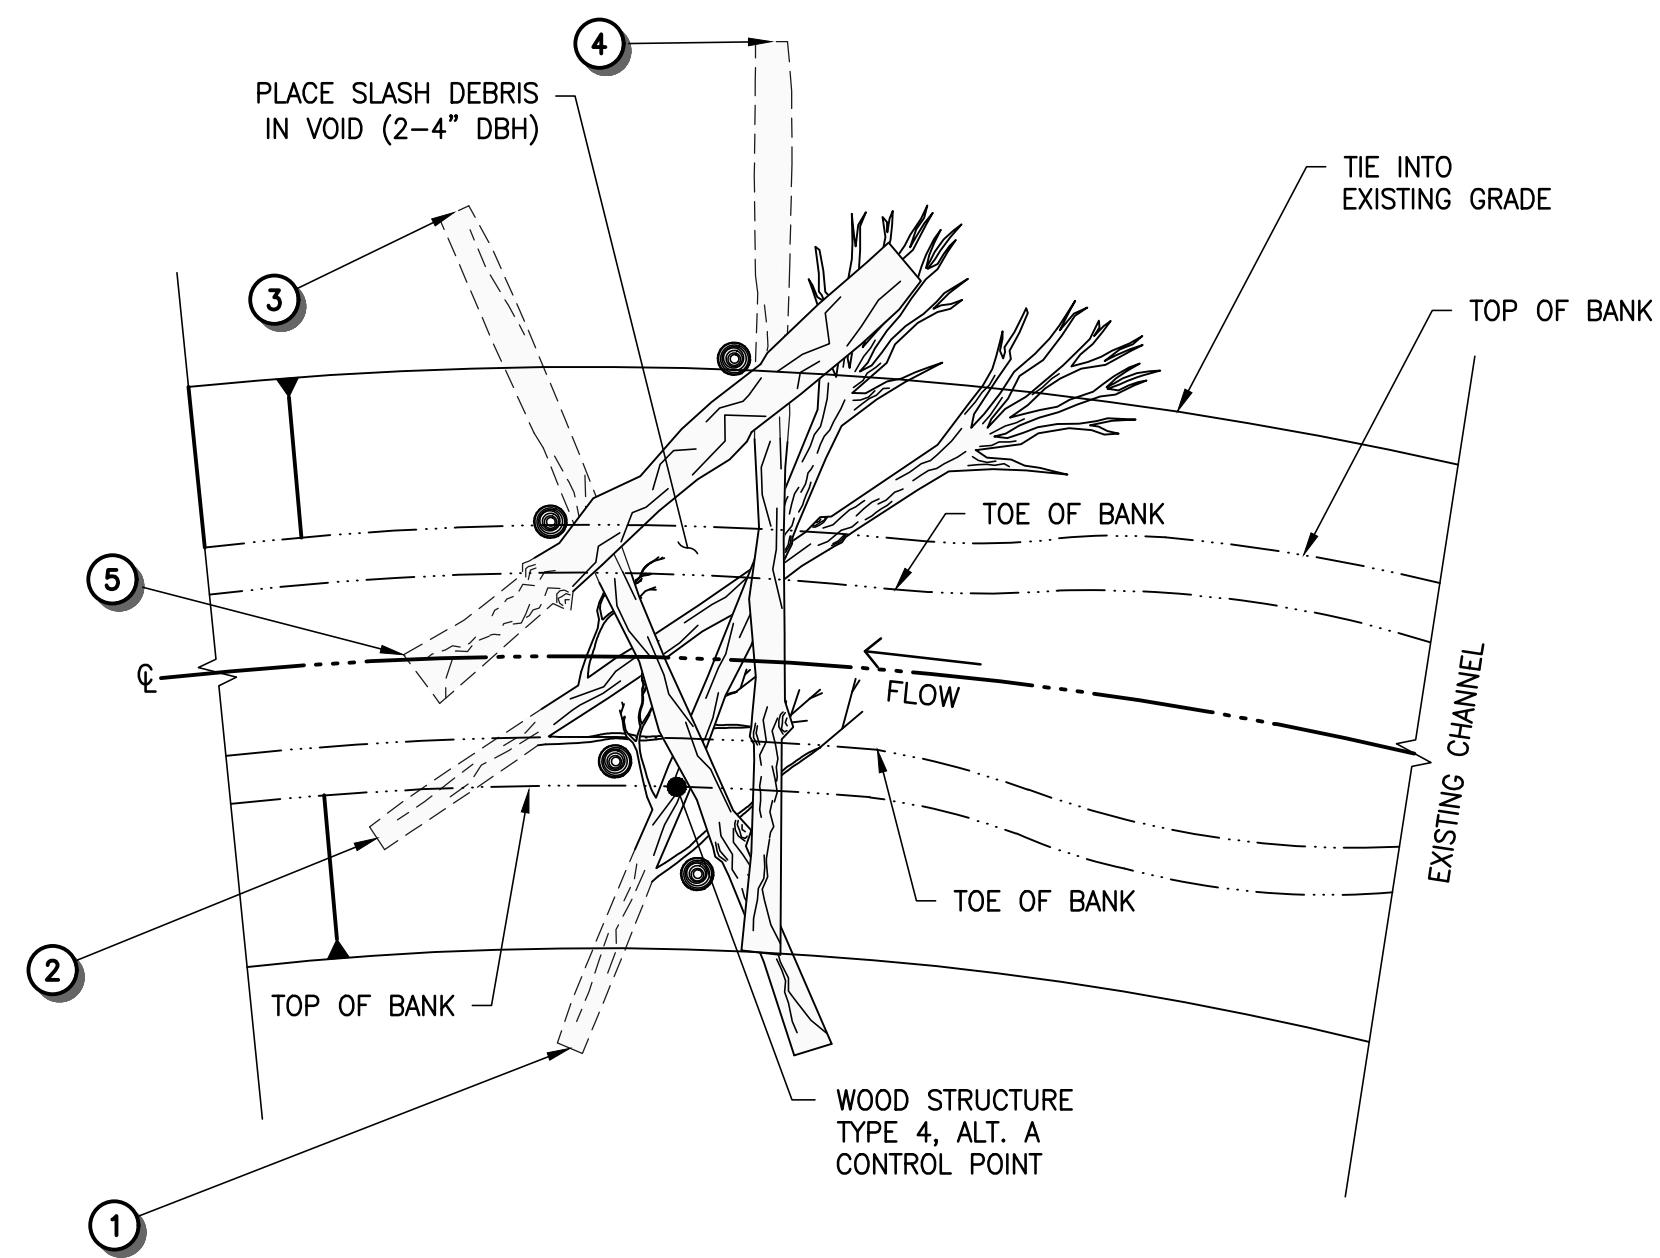 4
PLACE SLASH DEBRIS
IN VOID (2-4" DBH)
TIE INTO
EXISTING GRADE
3
TOP OF BANK
TOE OF BANK
5
℄
FLOW
EXISTING CHANNEL
TOE OF BANK
2
TOP OF BANK
WOOD STRUCTURE
TYPE 4, ALT. A
CONTROL POINT
1